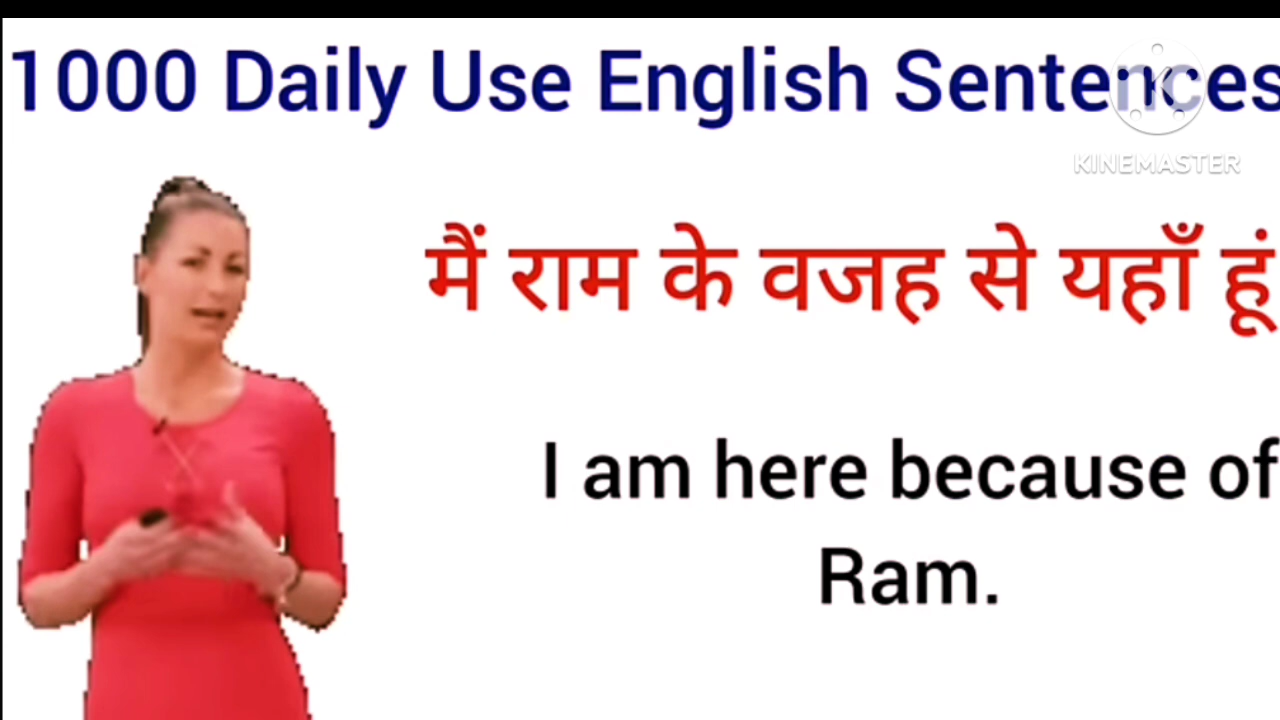 1000 Daily Use English Sentences
KINEMASTER
मैं राम के वजह से यहाँ हूं
I am here because of
Ram.